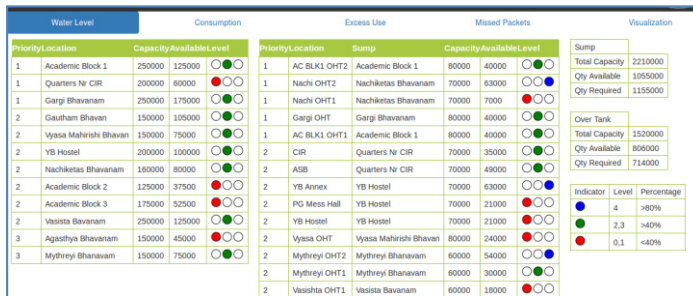 Water Level Consumption Excess Use Missed Packets Visualization
Priority Location Capacity Available Level
1 Academic Block 1 250000 125000
1 Quarters Nr CIR 200000 60000
1 Gargi Bhavanam 250000 175000
2 Gautham Bhavan 150000 105000
2 Vyasa Mahirishi Bhavan 150000 75000
2 YB Hostel 200000 100000
2 Nachiketas Bhavanam 160000 80000
2 Academic Block 2 125000 37500
2 Academic Block 3 175000 52500
2 Vasista Bavanam 250000 125000
3 Agasthya Bhavanam 150000 45000
3 Mythreyi Bhavanam 150000 75000
Priority Location Sump Capacity Available Level
1 AC BLK1 OHT2 Academic Block 1 80000 40000
1 Nachi OHT2 Nachiketas Bhavanam 70000 63000
1 Nachi OHT1 Nachiketas Bhavanam 70000 7000
1 Gargi OHT Gargi Bhavanam 80000 40000
1 AC BLK1 OHT1 Academic Block 1 80000 40000
2 CIR Quarters Nr CIR 70000 35000
2 ASB Quarters Nr CIR 70000 49000
2 YB Annex YB Hostel 70000 63000
2 PG Mess Hall YB Hostel 70000 21000
2 YB Hostel YB Hostel 70000 21000
2 Vyasa OHT Vyasa Mahirishi Bhavan 80000 24000
2 Mythreyi OHT2 Mythreyi Bhavanam 60000 54000
2 Mythreyi OHT1 Mythreyi Bhanavam 60000 30000
2 Vasishta OHT1 Vasista Bavanam 60000 18000
Sump
Total Capacity 2210000
Qty Available 1055000
Qty Required 1155000
Over Tank
Total Capacity 1520000
Qty Available 806000
Qty Required 714000
Indicator Level Percentage
4 >80%
2,3 >40%
0,1 <40%